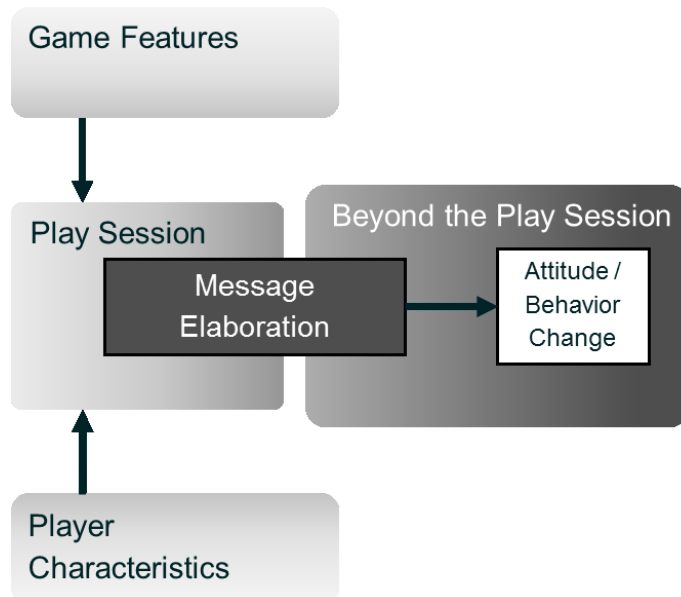 Game Features
Play Session
Beyond the Play Session
Message
Elaboration
Attitude /
Behavior
Change
Player
Characteristics